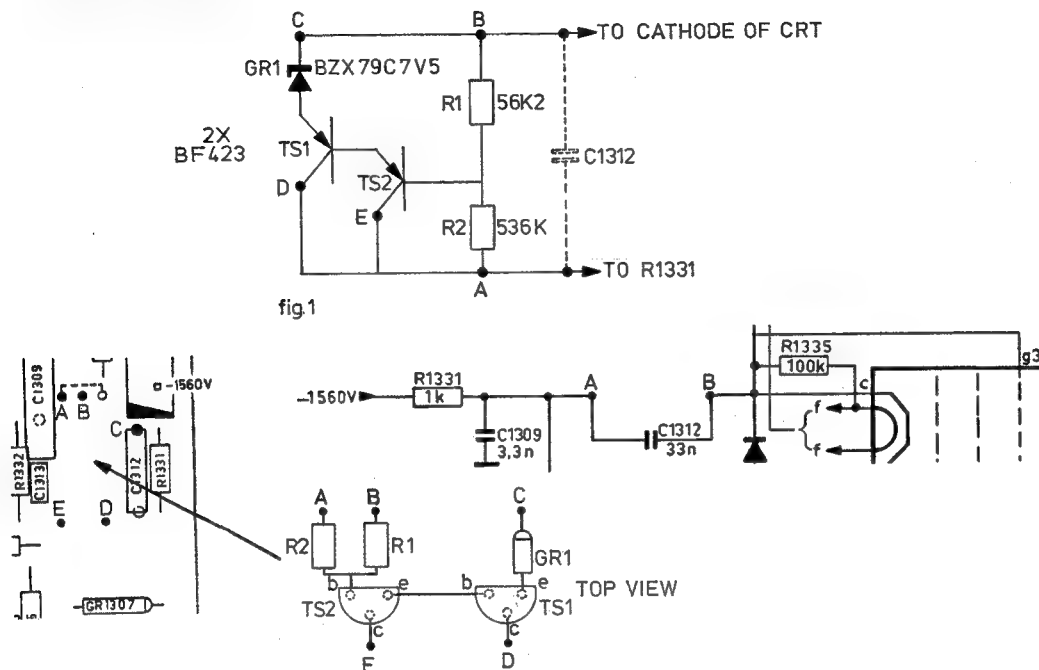 C
B
TO CATHODE OF CRT
GR1
BZX79C7V5
R1
56K2
2X
BF423
TS1
TS2
C1312
D
E
R2
536K
TO R1331
A
fig.1
C1309
-1560V
A
B
C
R1332
C1313
C1312
R1331
E
D
GR1307
-1560V
R1331
1k
A
B
C1309
3,3n
C1312
33n
R1335
100k
g3
c
f
f
A
B
C
R2
R1
GR1
b
e
b
e
TOP VIEW
TS2
TS1
c
c
E
D